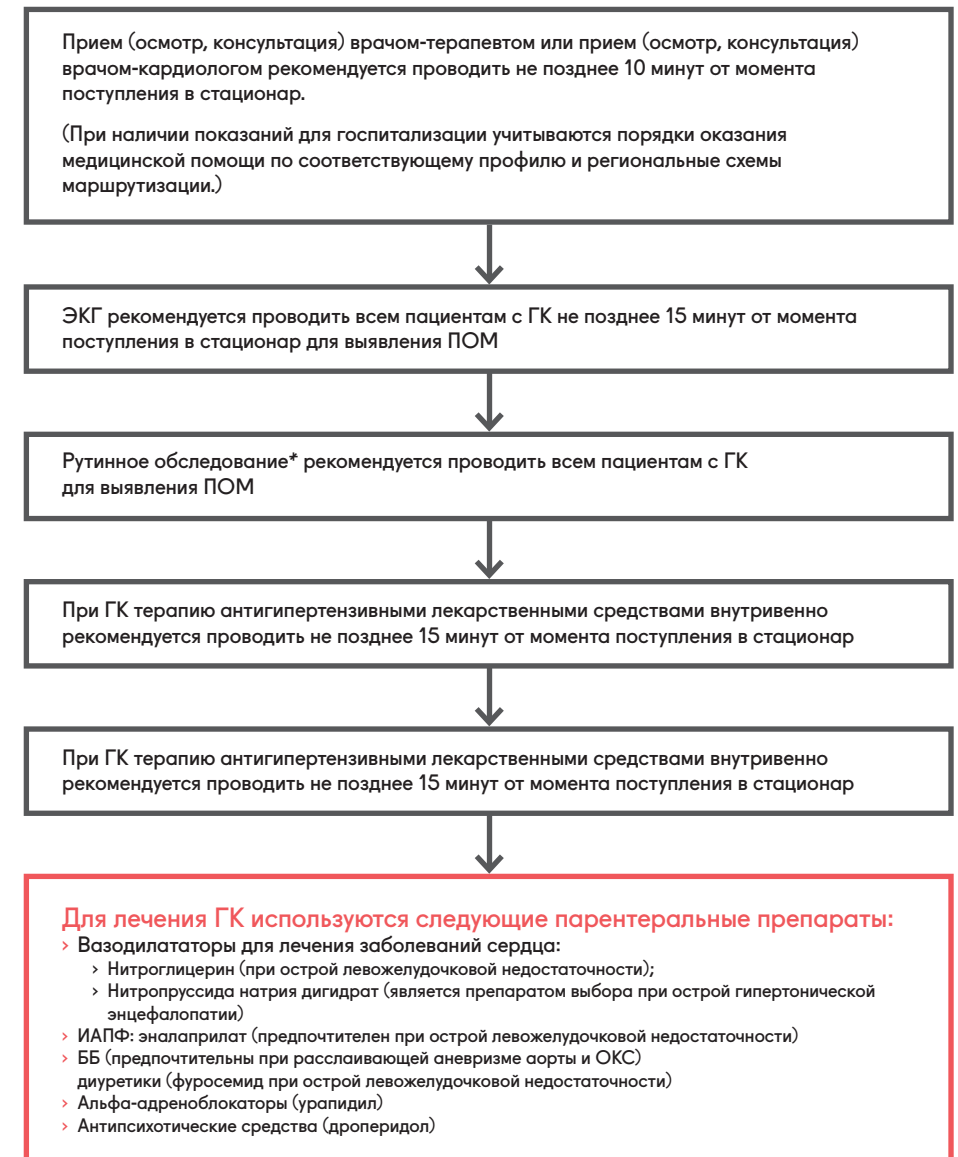 Прием (осмотр, консультация) врачом-терапевтом или прием (осмотр, консультация)
врачом-кардиологом рекомендуется проводить не позднее 10 минут от момента
поступления в стационар.
(При наличии показаний для госпитализации учитываются порядки оказания
медицинской помощи по соответствующему профилю и региональные схемы
маршрутизации.)
ЭКГ рекомендуется проводить всем пациентам с ГК не позднее 15 минут от момента
поступления в стационар для выявления ПОМ
Рутинное обследование* рекомендуется проводить всем пациентам с ГК
для выявления ПОМ
При ГК терапию антигипертензивными лекарственными средствами внутривенно
рекомендуется проводить не позднее 15 минут от момента поступления в стационар
При ГК терапию антигипертензивными лекарственными средствами внутривенно
рекомендуется проводить не позднее 15 минут от момента поступления в стационар
Для лечения ГК используются следующие парентеральные препараты:
› Вазодилататоры для лечения заболеваний сердца:
› Нитроглицерин (при острой левожелудочковой недостаточности);
› Нитропруссида натрия дигидрат (является препаратом выбора при острой гипертонической
энцефалопатии)
› ИАПФ: эналаприлат (предпочтителен при острой левожелудочковой недостаточности)
› ББ (предпочтительны при расслаивающей аневризме аорты и ОКС)
диуретики (фуросемид при острой левожелудочковой недостаточности)
› Альфа-адреноблокаторы (урапидил)
› Антипсихотические средства (дроперидол)